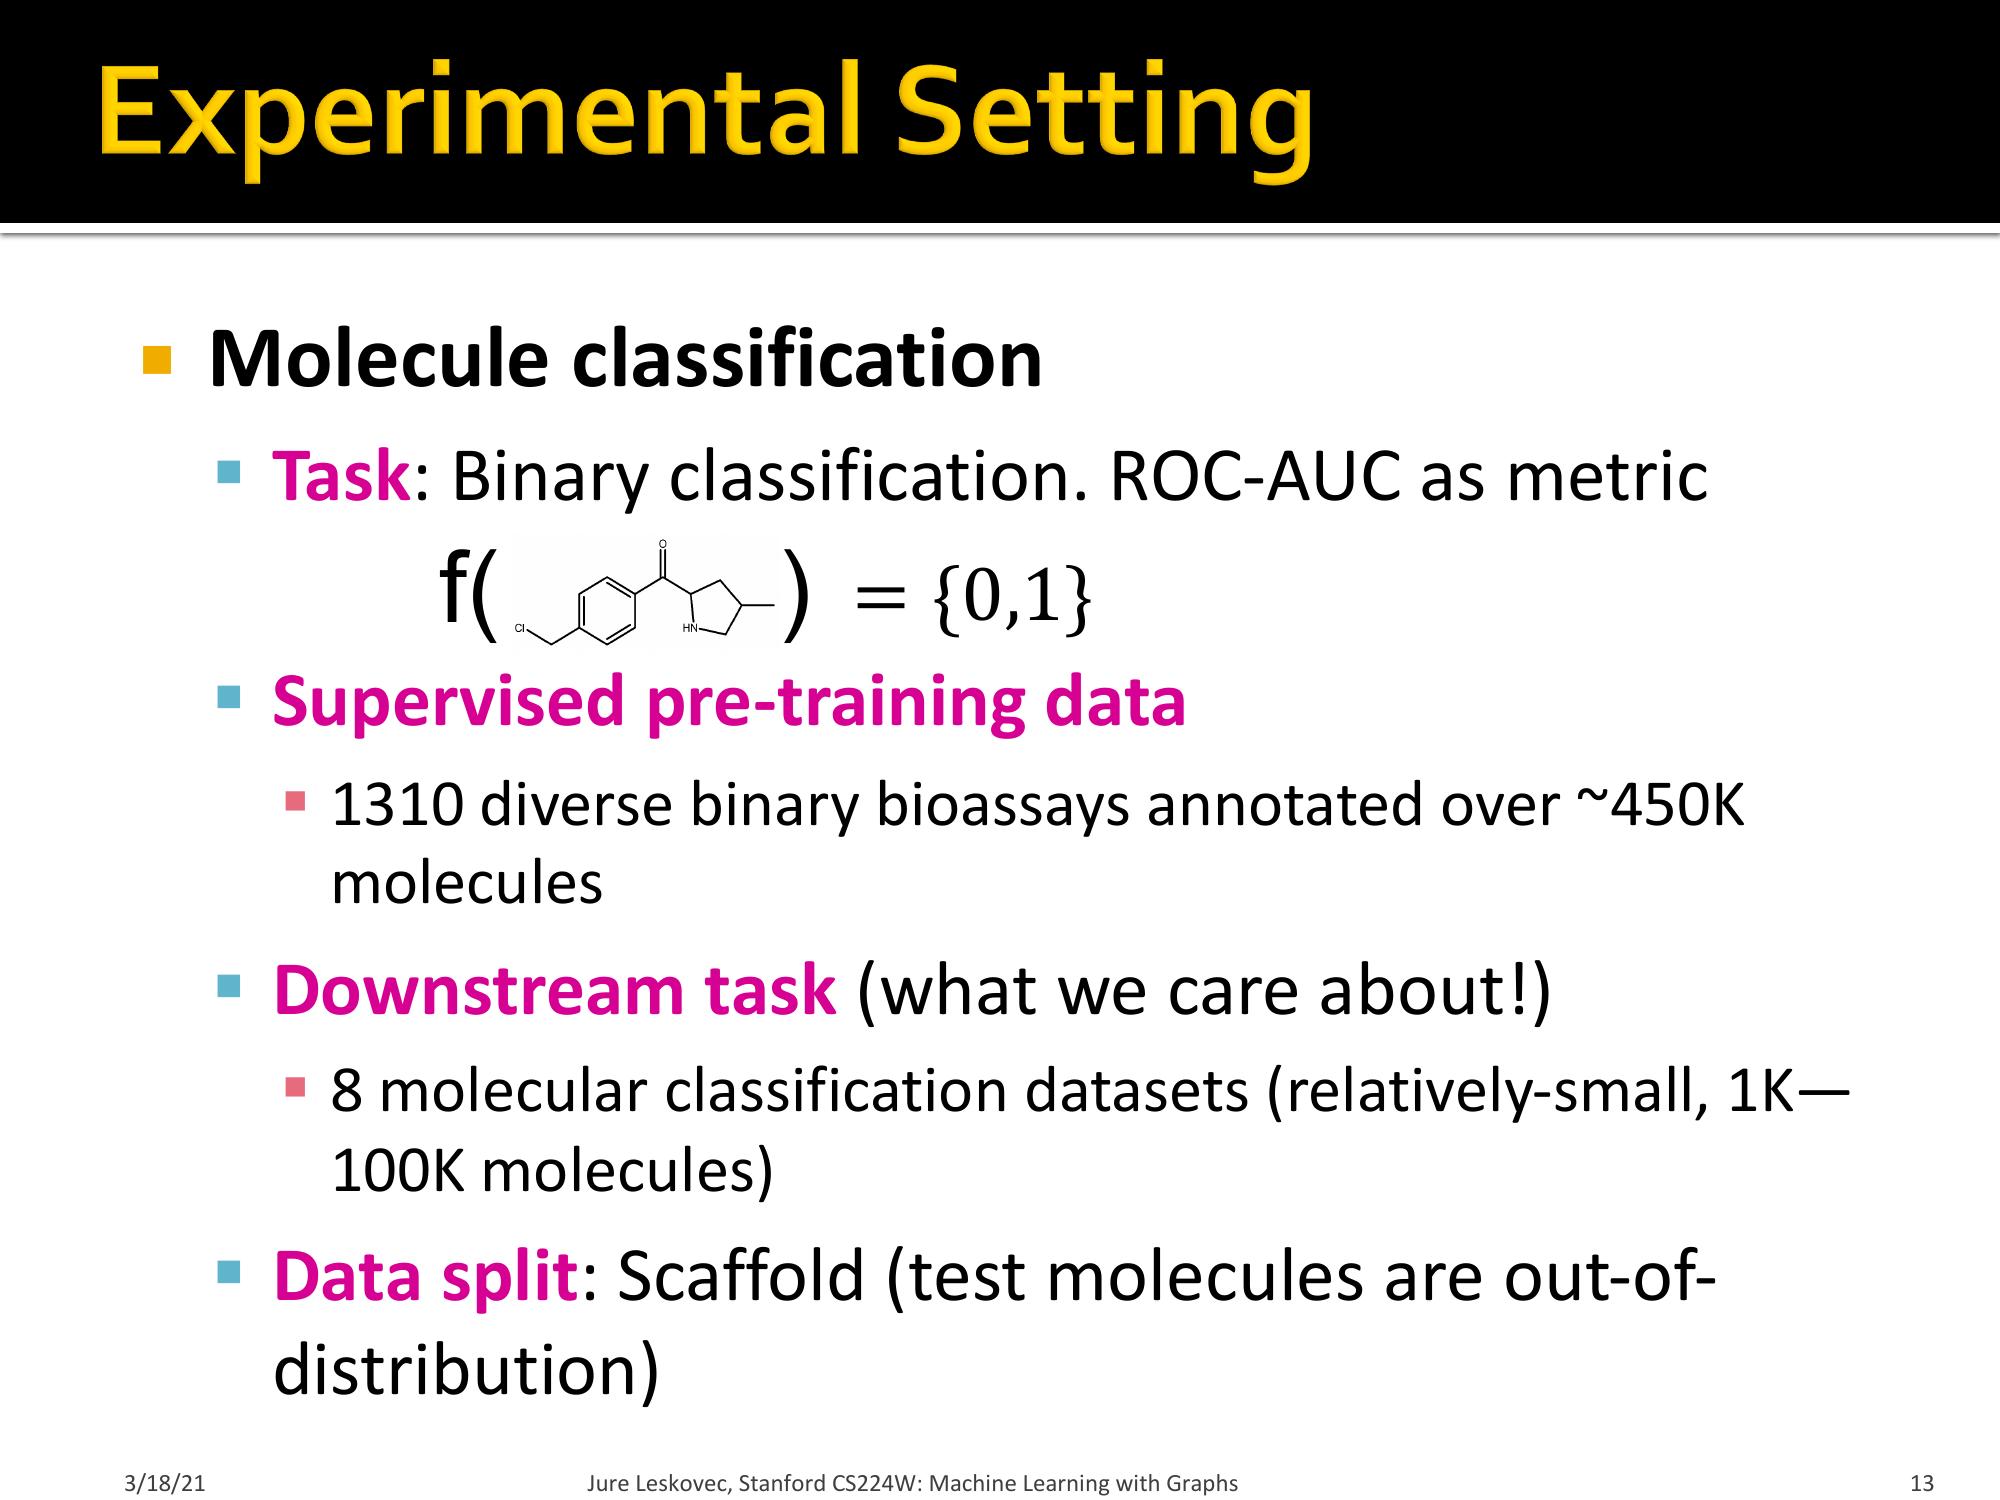 Experimental Setting
Molecule classification
Task: Binary classification. ROC-AUC as metric
f( O Cl HN ) = {0,1}
Supervised pre-training data
1310 diverse binary bioassays annotated over ~450K
molecules
Downstream task (what we care about!)
8 molecular classification datasets (relatively-small, 1K—
100K molecules)
Data split: Scaffold (test molecules are out-of-
distribution)
3/18/21 Jure Leskovec, Stanford CS224W: Machine Learning with Graphs 13